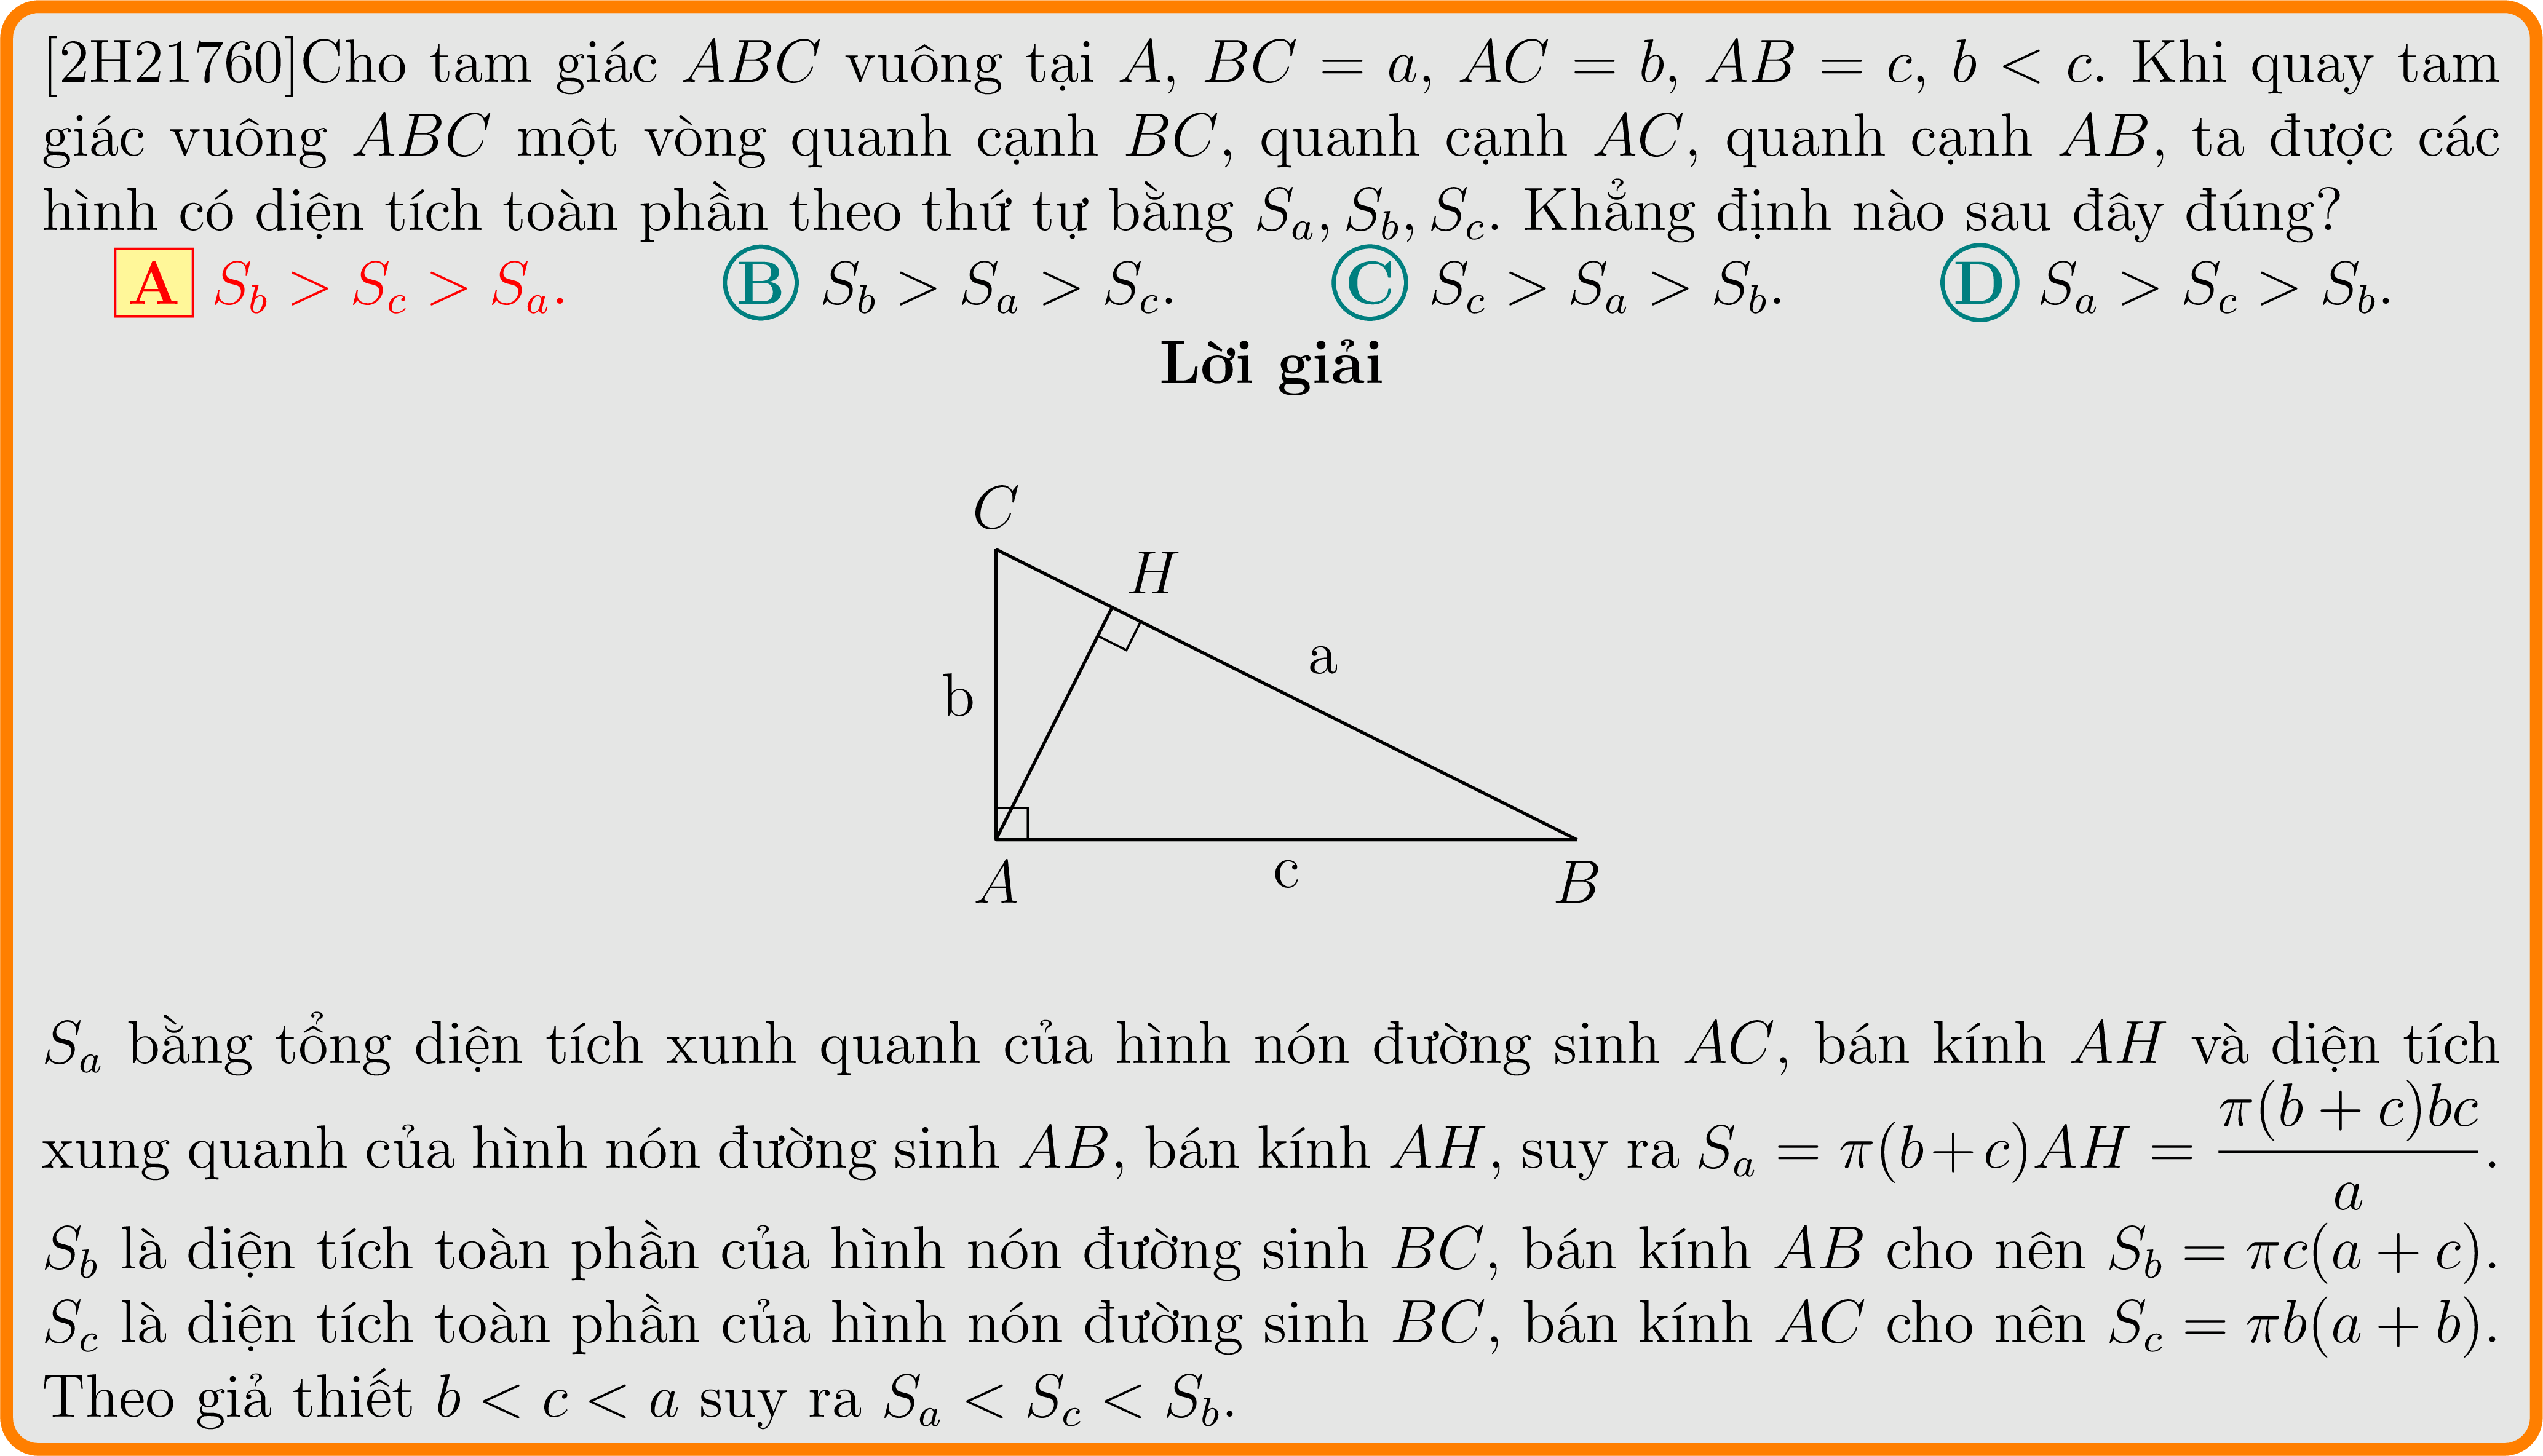 [2H21760]Cho tam giác ABC vuông tại A, BC = a, AC = b, AB = c, b < c. Khi quay tam
giác vuông ABC một vòng quanh cạnh BC, quanh cạnh AC, quanh cạnh AB, ta được các
hình có diện tích toàn phần theo thứ tự bằng S_a, S_b, S_c. Khẳng định nào sau đây đúng?
A S_b > S_c > S_a. B S_b > S_a > S_c. C S_c > S_a > S_b. D S_a > S_c > S_b.
Lời giải
C
H
a
b
A
c
B
S_a bằng tổng diện tích xunh quanh của hình nón đường sinh AC, bán kính AH và diện tích
xung quanh của hình nón đường sinh AB, bán kính AH, suy ra S_a = π(b+c)AH = π(b + c)bc / a.
S_b là diện tích toàn phần của hình nón đường sinh BC, bán kính AB cho nên S_b = πc(a + c).
S_c là diện tích toàn phần của hình nón đường sinh BC, bán kính AC cho nên S_c = πb(a + b).
Theo giả thiết b < c < a suy ra S_a < S_c < S_b.